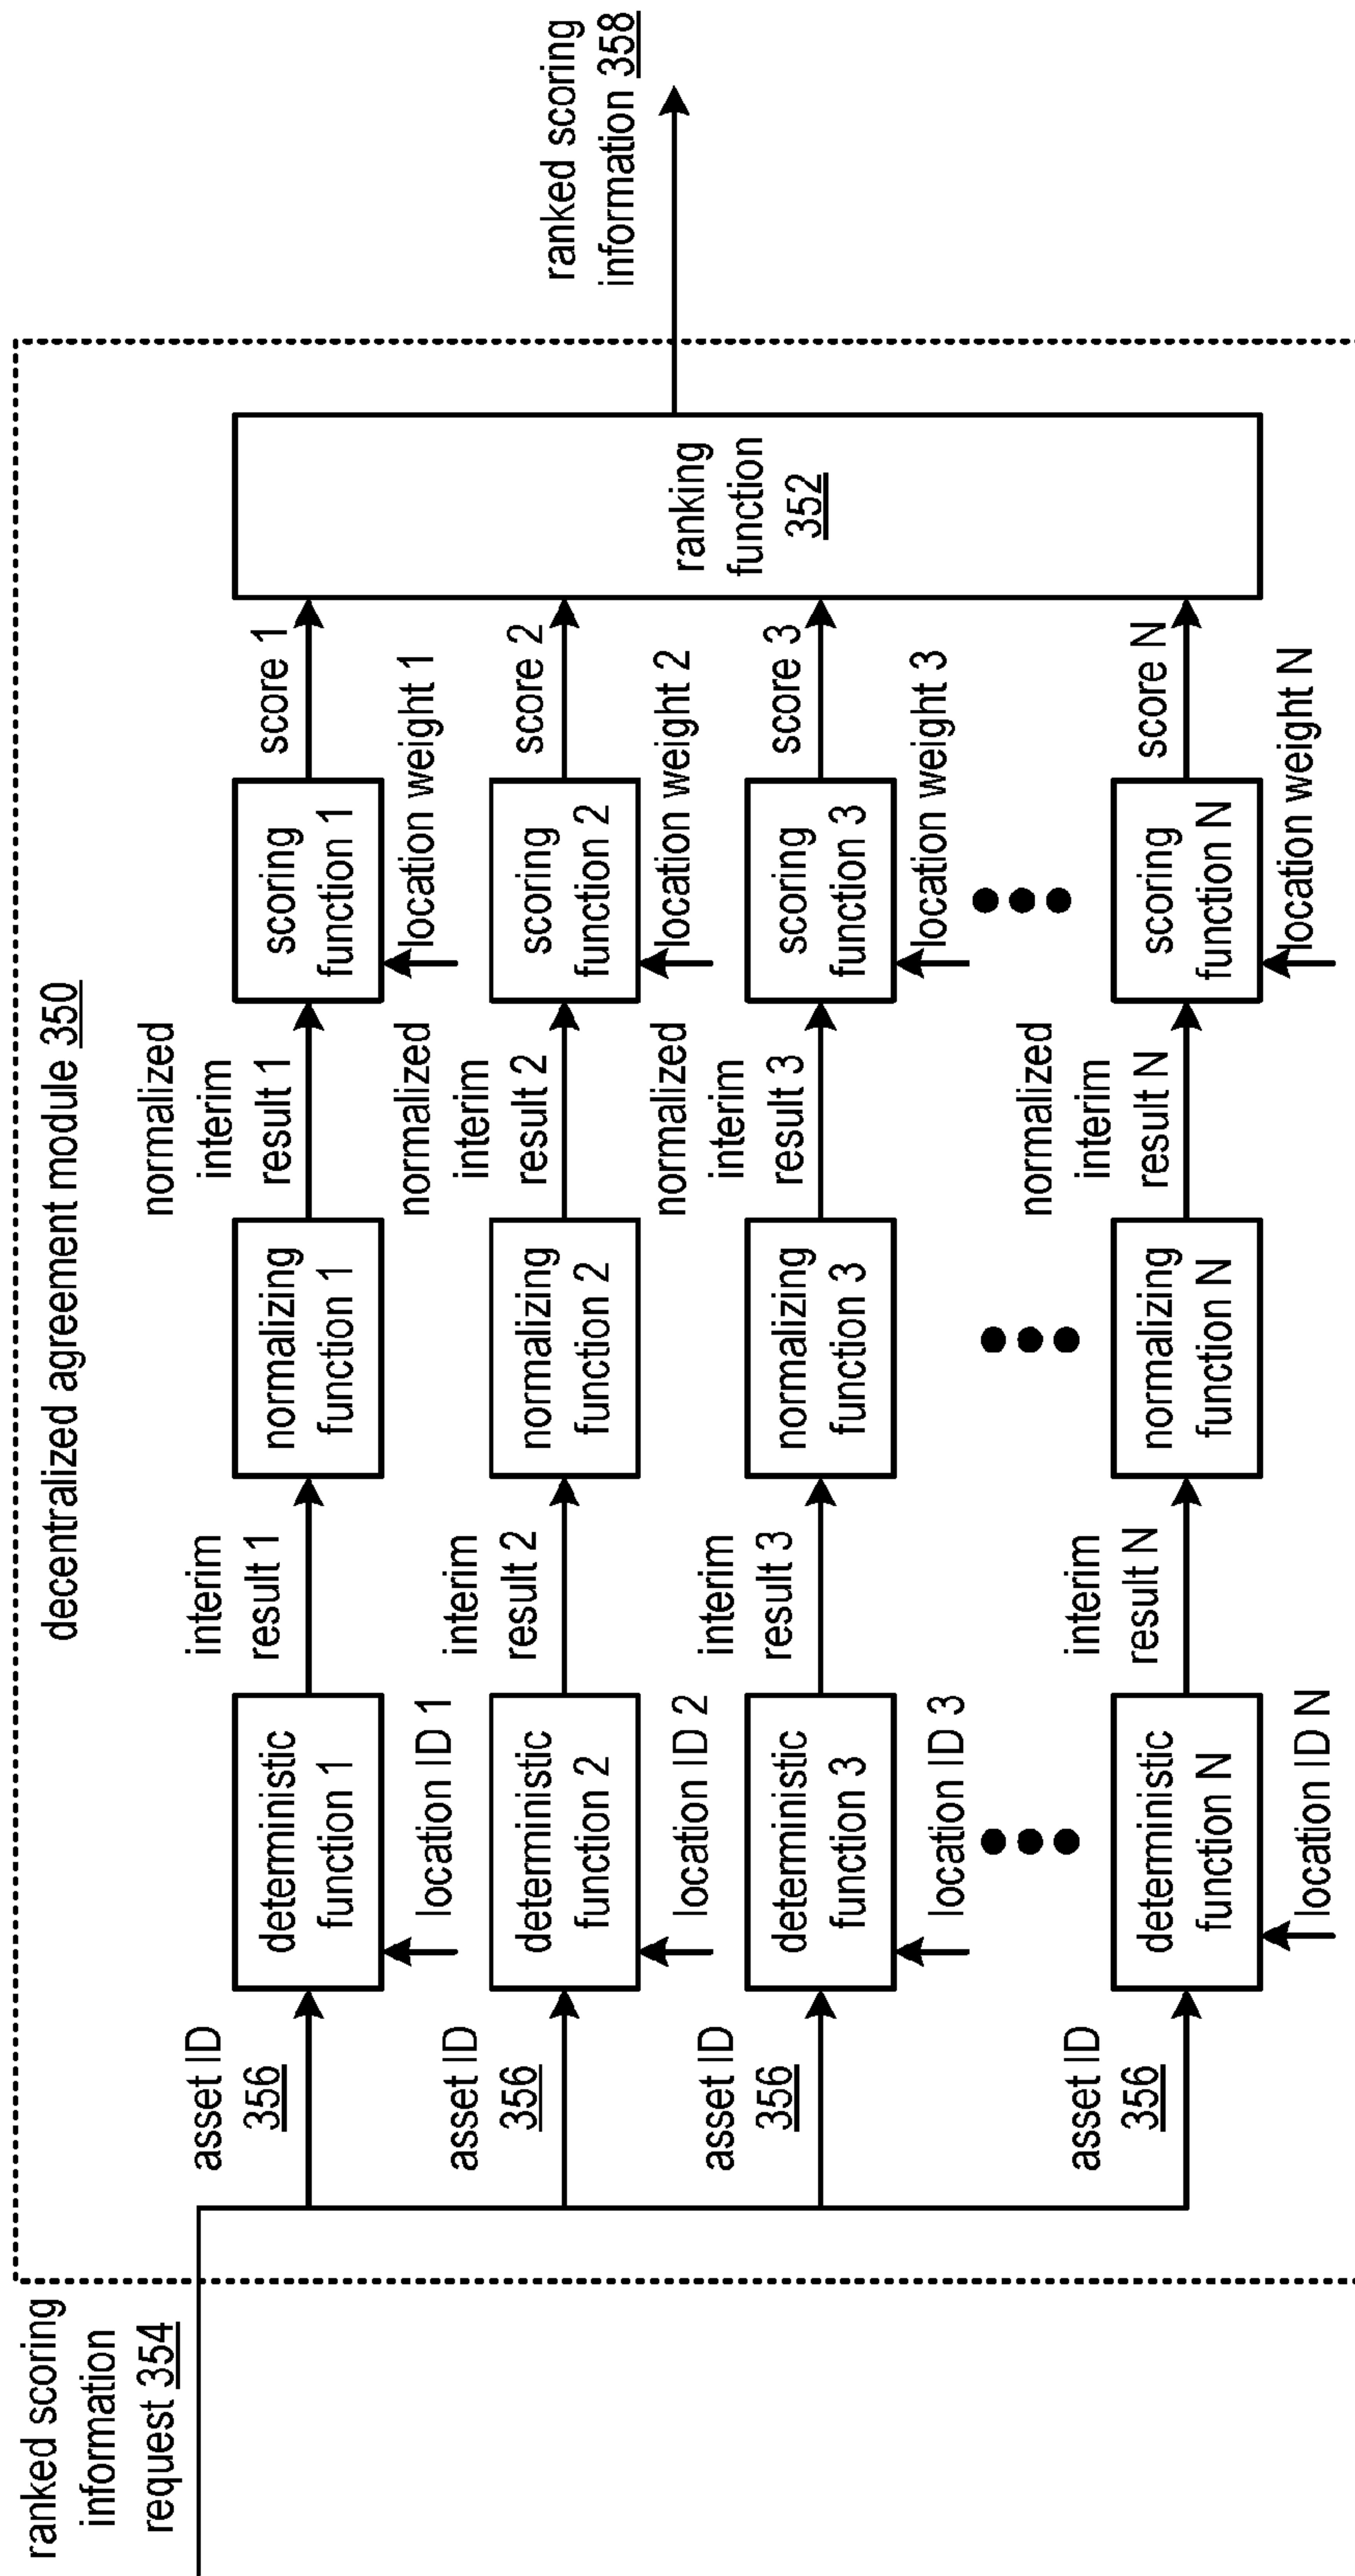 decentralized agreement module 350
ranked scoring
information
request 354
asset ID
356
deterministic
function 1
location ID 1
interim
result 1
normalizing
function 1
normalized
interim
result 1
scoring
function 1
location weight 1
score 1
asset ID
356
deterministic
function 2
location ID 2
interim
result 2
normalizing
function 2
normalized
interim
result 2
scoring
function 2
location weight 2
score 2
asset ID
356
deterministic
function 3
location ID 3
interim
result 3
normalizing
function 3
normalized
interim
result 3
scoring
function 3
location weight 3
score 3
asset ID
356
deterministic
function N
location ID N
interim
result N
normalizing
function N
normalized
interim
result N
scoring
function N
location weight N
score N
ranking
function
352
ranked scoring
information 358